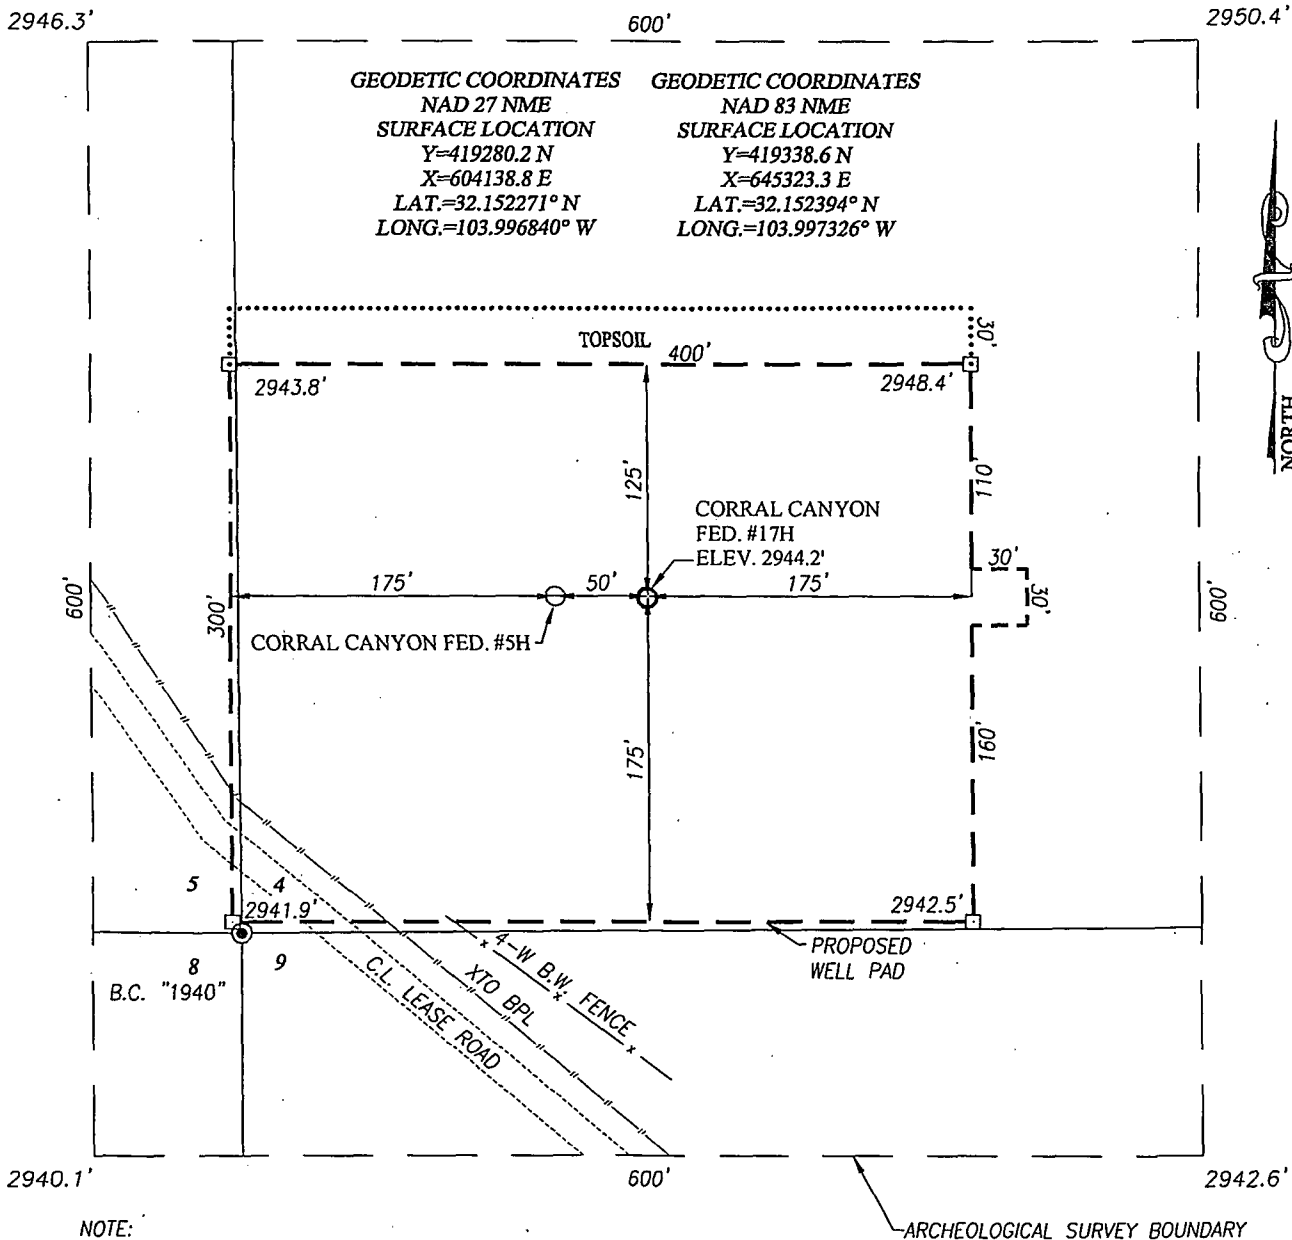 2946.3'
600'
2950.4'
GEODETIC COORDINATES
NAD 27 NME
SURFACE LOCATION
Y=419280.2 N
X=604138.8 E
LAT.=32.152271° N
LONG.=103.996840° W
GEODETIC COORDINATES
NAD 83 NME
SURFACE LOCATION
Y=419338.6 N
X=645323.3 E
LAT.=32.152394° N
LONG.=103.997326° W
NORTH
TOPSOIL
400'
30'
2943.8'
2948.4'
125'
110'
CORRAL CANYON
FED. #17H
ELEV. 2944.2'
30'
30'
175'
50'
175'
600'
300'
600'
CORRAL CANYON FED. #5H
175'
160'
5
4
2941.9'
2942.5'
PROPOSED
WELL PAD
8
9
B.C. "1940"
4-W B.W. FENCE
XTO BPL
C.L. LEASE ROAD
2940.1'
600'
2942.6'
NOTE:
ARCHEOLOGICAL SURVEY BOUNDARY